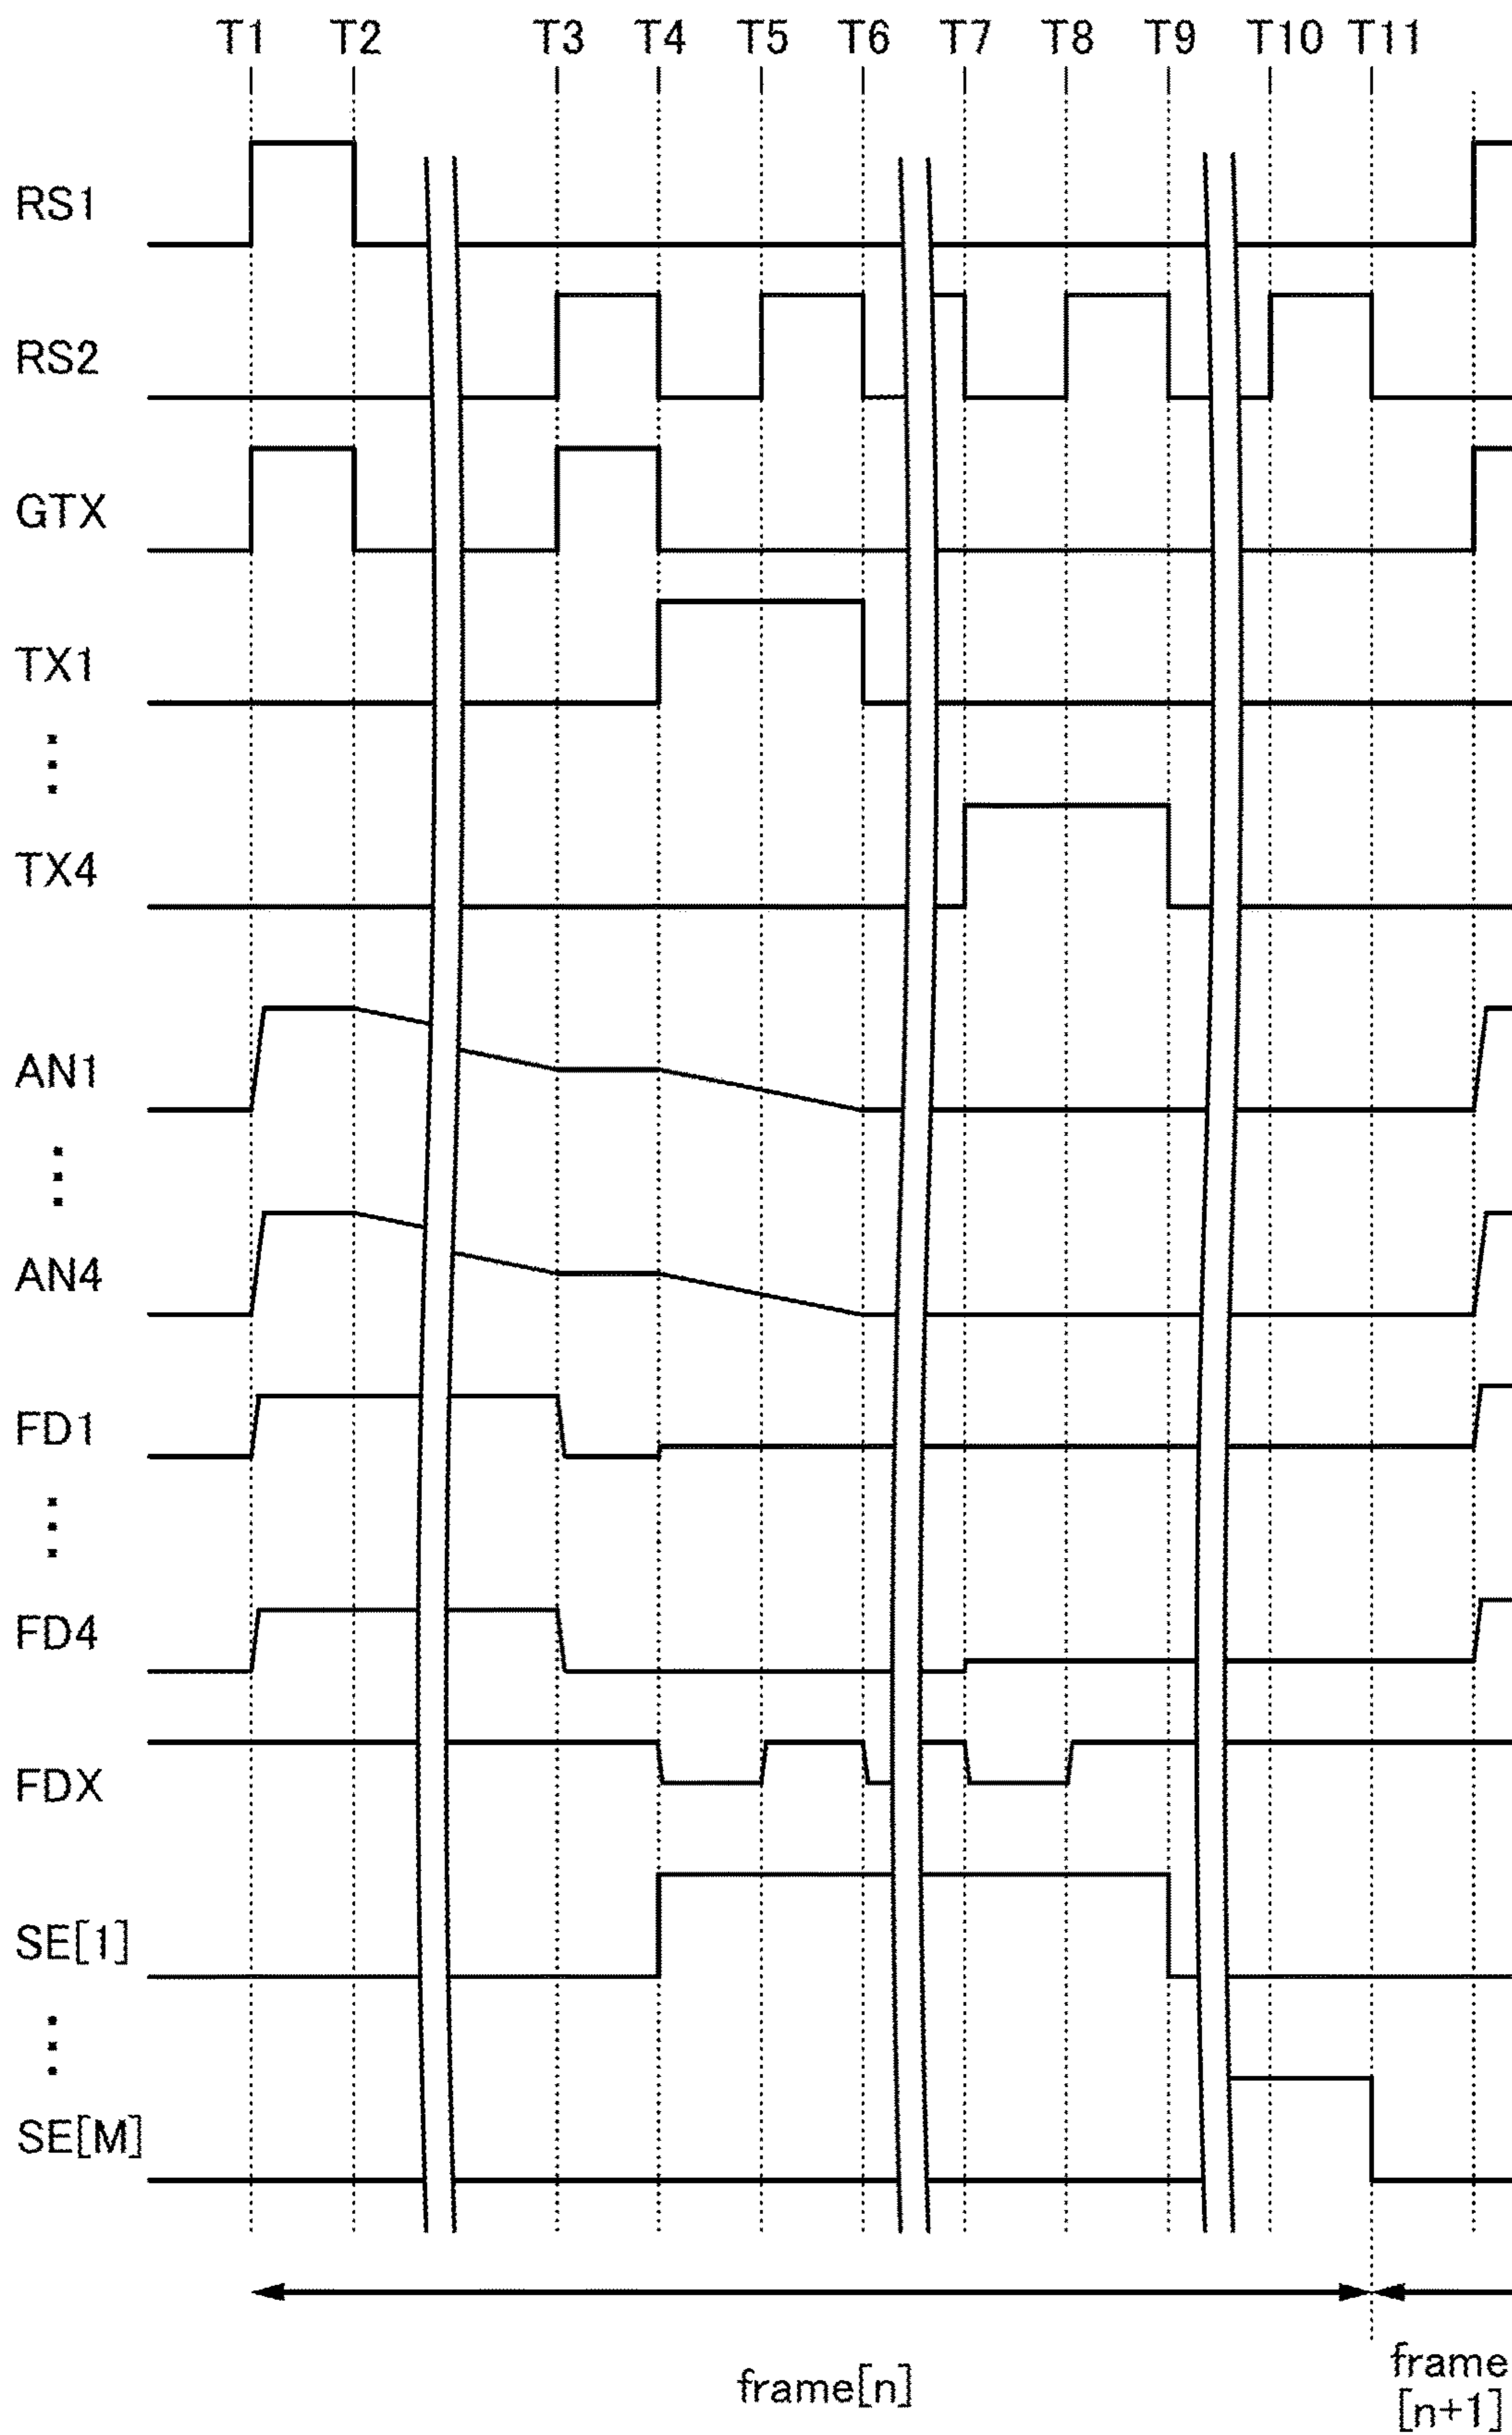 T1 T2 T3 T4 T5 T6 T7 T8 T9 T10 T11
RS1
RS2
GTX
TX1
TX4
AN1
AN4
FD1
FD4
FDX
SE[1]
SE[M]
frame[n]
frame
[n+1]